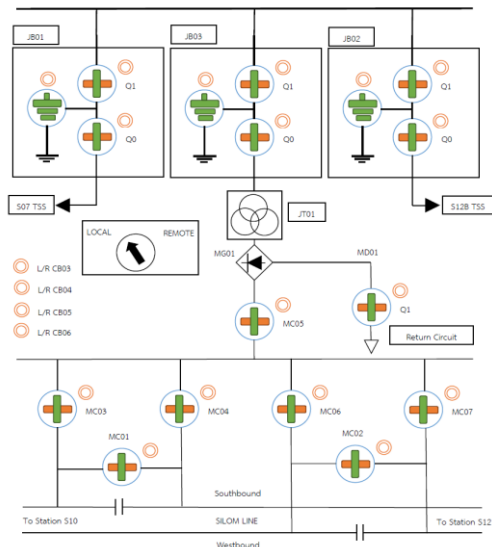 JB01
JB03
JB02
Q1
Q1
Q1
Q0
Q0
Q0
S07 TSS
S12B TSS
JT01
LOCAL
REMOTE
MG01
MD01
L/R CB03
L/R CB04
L/R CB05
L/R CB06
Q1
MC05
Return Circuit
MC03
MC04
MC06
MC07
MC01
MC02
Southbound
To Station S10
SILOM LINE
To Station S12
Westbound